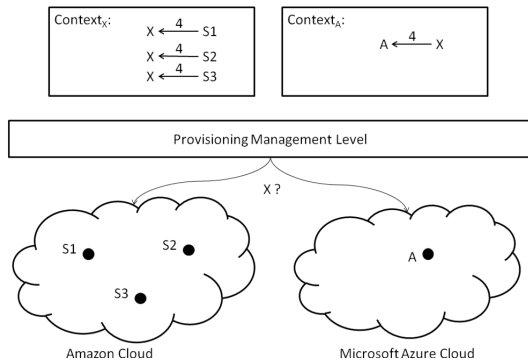 Context_X:
X ← 4 S1
X ← 4 S2
X ← 4 S3
Context_A:
A ← 4 X
Provisioning Management Level
X ?
S1
S2
S3
A
Amazon Cloud
Microsoft Azure Cloud